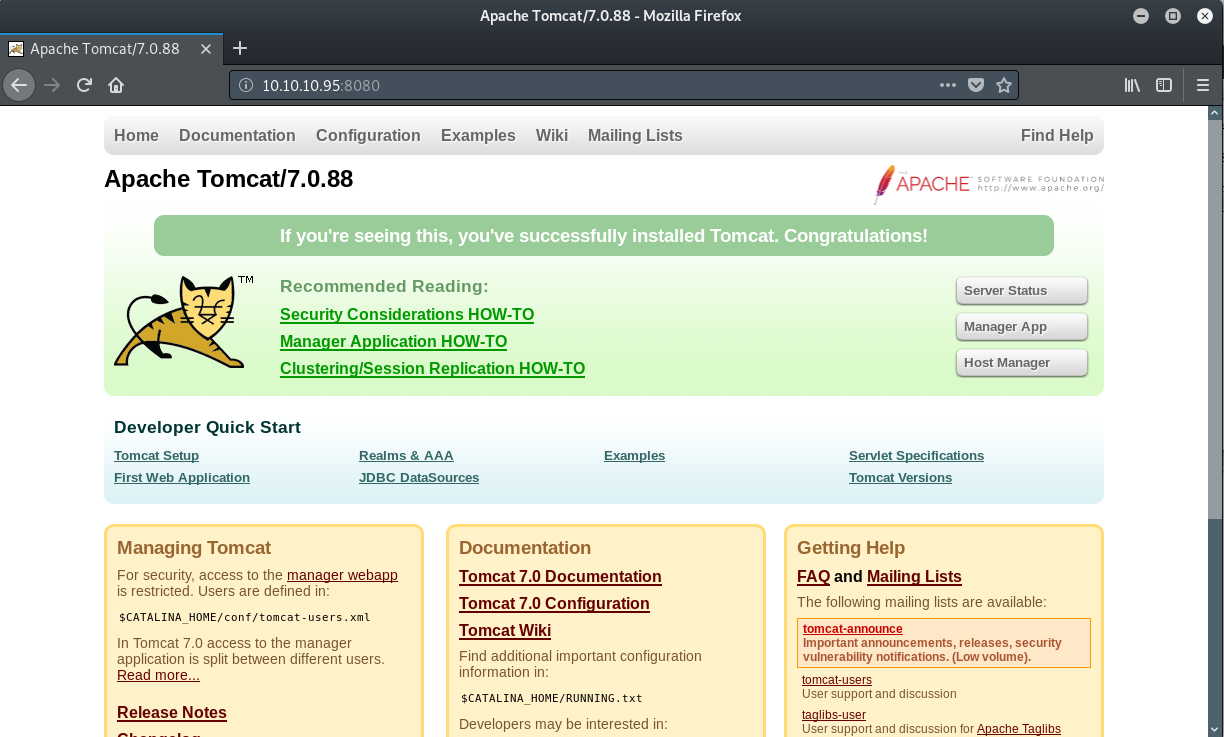 Apache Tomcat/7.0.88 - Mozilla Firefox
Apache Tomcat/7.0.88
10.10.10.95:8080
Home Documentation Configuration Examples Wiki Mailing Lists Find Help
Apache Tomcat/7.0.88
THE
APACHE™ SOFTWARE FOUNDATION
http://www.apache.org/
If you're seeing this, you've successfully installed Tomcat. Congratulations!
TM
Recommended Reading:
Security Considerations HOW-TO
Manager Application HOW-TO
Clustering/Session Replication HOW-TO
Server Status
Manager App
Host Manager
Developer Quick Start
Tomcat Setup
First Web Application
Realms & AAA
JDBC DataSources
Examples
Servlet Specifications
Tomcat Versions
Managing Tomcat
For security, access to the manager webapp
is restricted. Users are defined in:
$CATALINA_HOME/conf/tomcat-users.xml
In Tomcat 7.0 access to the manager
application is split between different users.
Read more...
Release Notes
Changelog
Documentation
Tomcat 7.0 Documentation
Tomcat 7.0 Configuration
Tomcat Wiki
Find additional important configuration
information in:
$CATALINA_HOME/RUNNING.txt
Developers may be interested in:
Getting Help
FAQ and Mailing Lists
The following mailing lists are available:
tomcat-announce
Important announcements, releases, security
vulnerability notifications. (Low volume).
tomcat-users
User support and discussion
taglibs-user
User support and discussion for Apache Taglibs